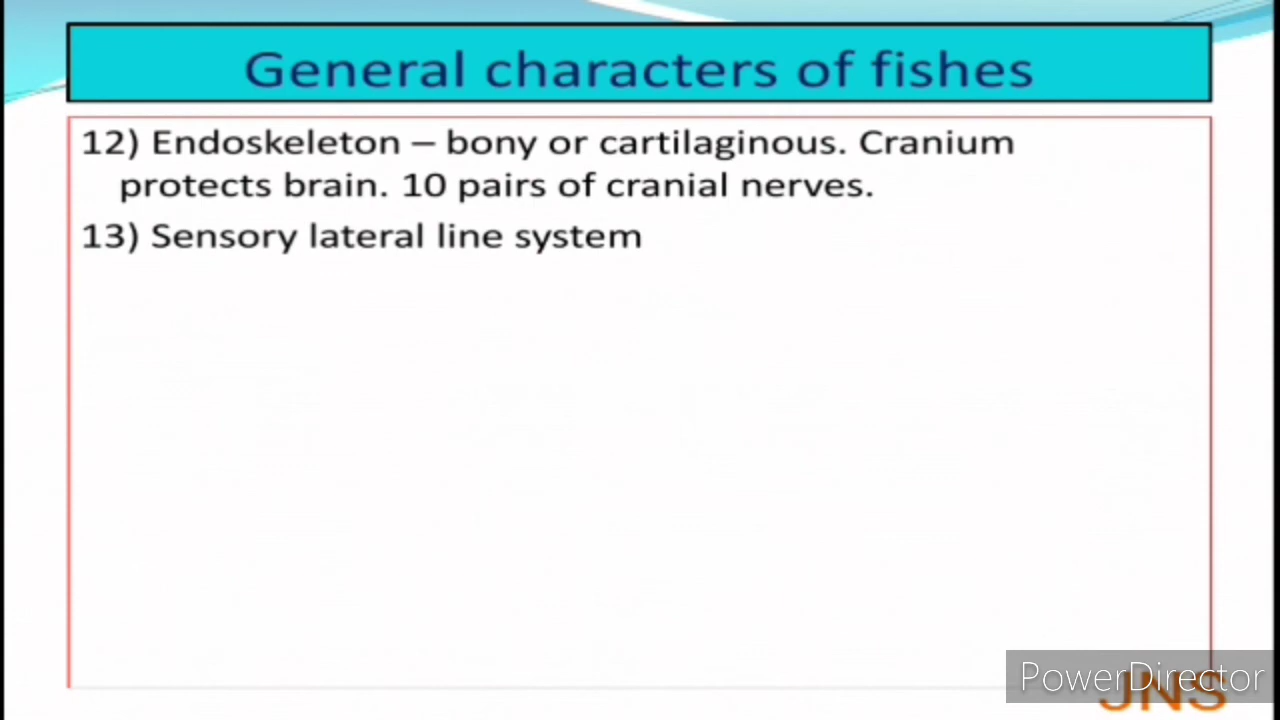 General characters of fishes
12) Endoskeleton – bony or cartilaginous. Cranium
protects brain. 10 pairs of cranial nerves.
13) Sensory lateral line system
PowerDirector
JNS